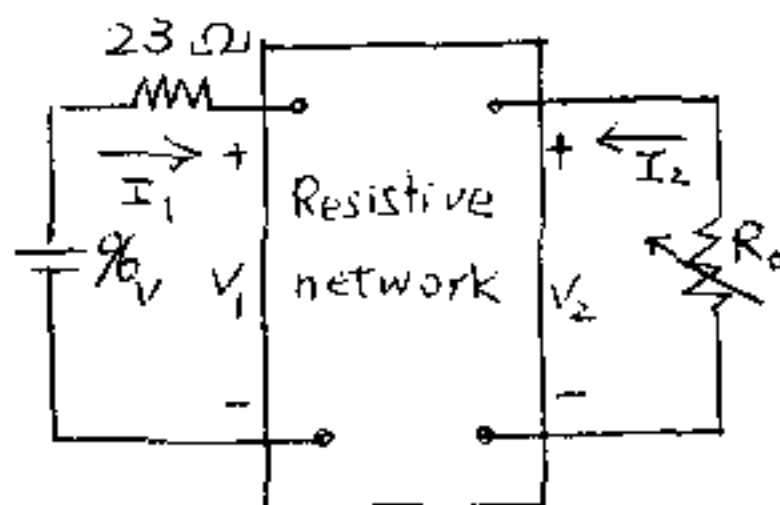 23 Ω
I₁
+
+
I₂
Resistive
network
V₁
V₂
-
-